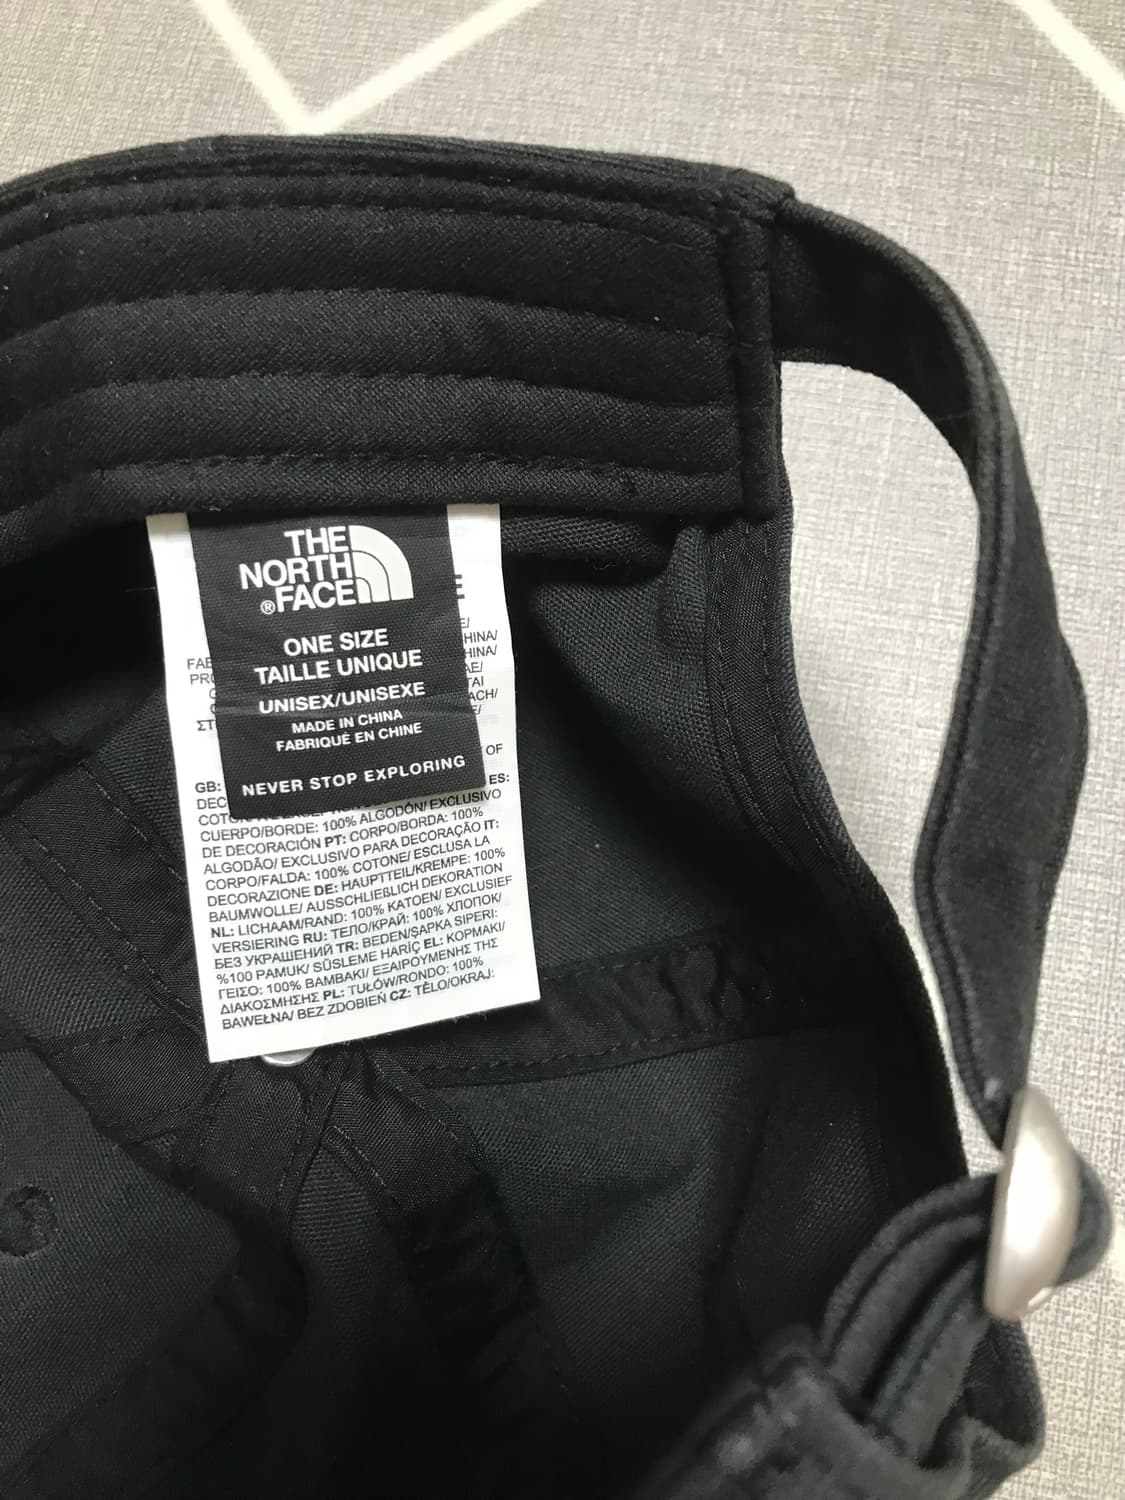 THE
NORTH
®FACE
ONE SIZE
TAILLE UNIQUE
UNISEX/UNISEXE
MADE IN CHINA
FABRIQUÉ EN CHINE
NEVER STOP EXPLORING
OF
GB:
ES:
CUERPO/BORDE: 100% ALGODÓN/ EXCLUSIVO
DE DECORACIÓN PT: CORPO/BORDA: 100%
ALGODÃO/ EXCLUSIVO PARA DECORAÇÃO IT:
CORPO/FALDA: 100% COTONE/ ESCLUSA LA
DECORAZIONE DE: HAUPTTEIL/KREMPE: 100%
BAUMWOLLE/ AUSSCHLIEßLICH DEKORATION
NL: LICHAAM/RAND: 100% KATOEN/ EXCLUSIEF
VERSIERING RU: ТЕЛО/КРАЙ: 100% ХЛОПОК/
БЕЗ УКРАШЕНИЙ TR: BEDEN/ŞAPKA SIPERI:
%100 PAMUK/ SÜSLEME HARİÇ EL: ΚΟΡΜΑΚΙ/
ΓΕΙΣΟ: 100% ΒΑΜΒΑΚΙ/ ΕΞΑΙΡΟΥΜΕΝΗΣ ΤΗΣ
ΔΙΑΚΟΣΜΗΣΗΣ PL: TUŁÓW/RONDO: 100%
BAWEŁNA/ BEZ ZDOBIEŃ CZ: TĚLO/OKRAJ: